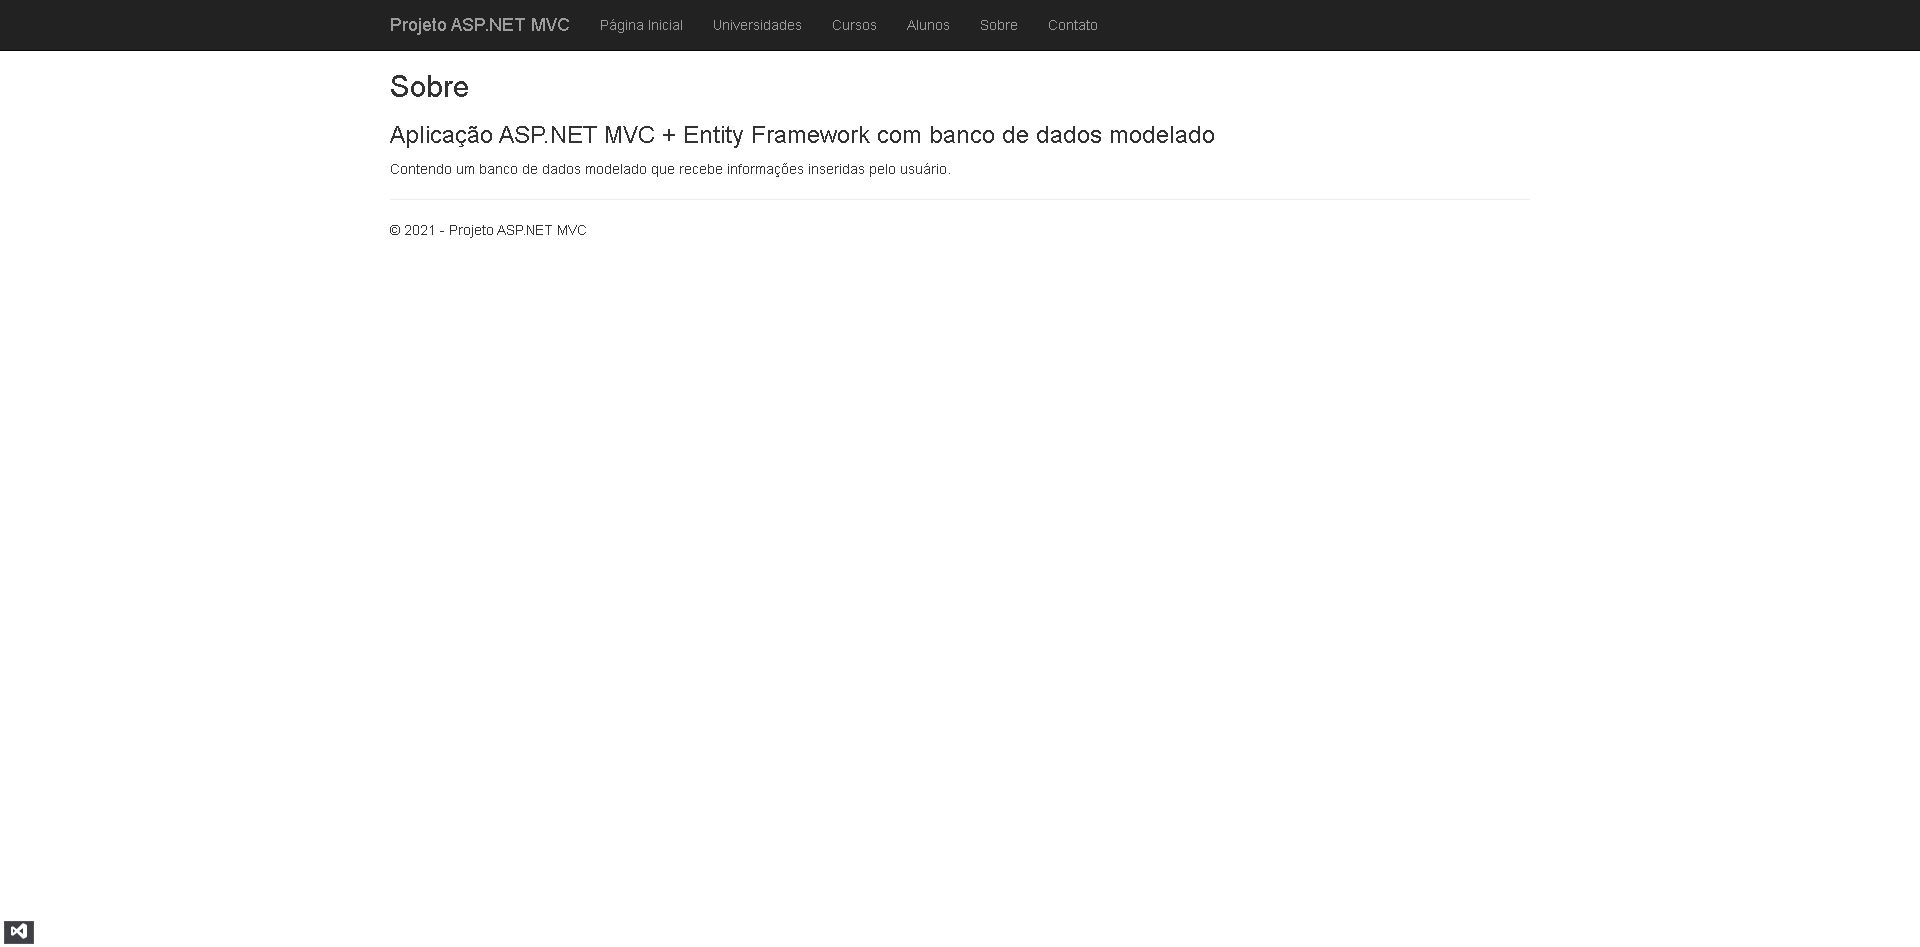 Projeto ASP.NET MVC Página Inicial Universidades Cursos Alunos Sobre Contato
Sobre
Aplicação ASP.NET MVC + Entity Framework com banco de dados modelado
Contendo um banco de dados modelado que recebe informações inseridas pelo usuário.
© 2021 - Projeto ASP.NET MVC